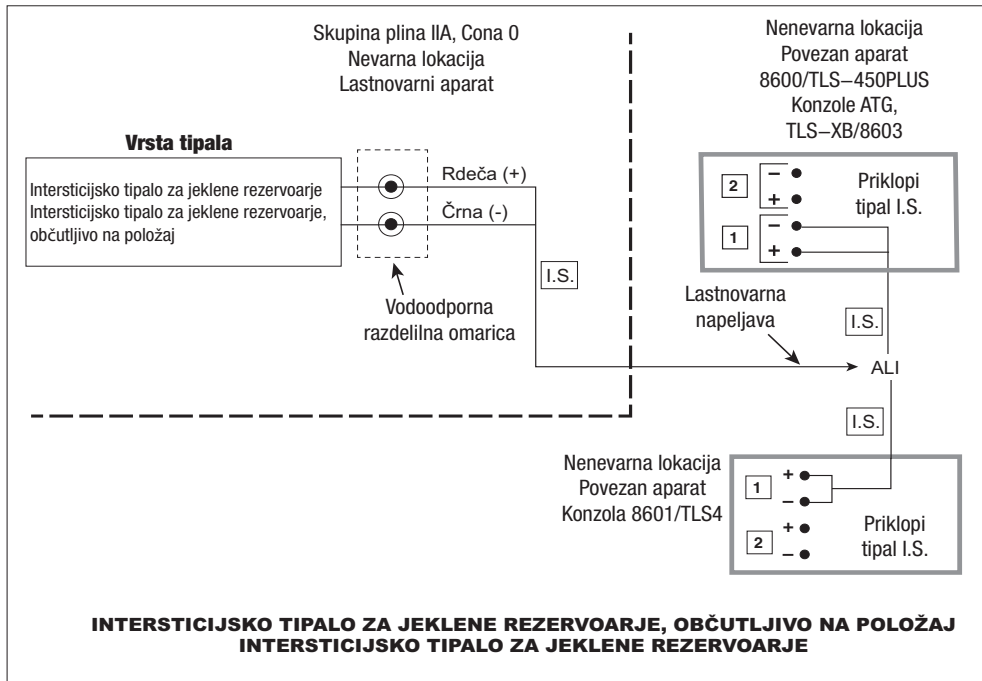 Skupina plina IIA, Cona 0
Nevarna lokacija
Lastnovarni aparat
Nenevarna lokacija
Povezan aparat
8600/TLS–450PLUS
Konzole ATG,
TLS–XB/8603
Vrsta tipala
Intersticijsko tipalo za jeklene rezervoarje
Intersticijsko tipalo za jeklene rezervoarje,
občutljivo na položaj
Rdeča (+)
Črna (-)
I.S.
Vodoodporna
razdelilna omarica
2
–
+
1
–
+
Priklopi
tipal I.S.
Lastnovarna
napeljava
I.S.
ALI
I.S.
Nenevarna lokacija
Povezan aparat
Konzola 8601/TLS4
1
+
–
2
+
–
Priklopi
tipal I.S.
INTERSTICIJSKO TIPALO ZA JEKLENE REZERVOARJE, OBČUTLJIVO NA POLOŽAJ
INTERSTICIJSKO TIPALO ZA JEKLENE REZERVOARJE